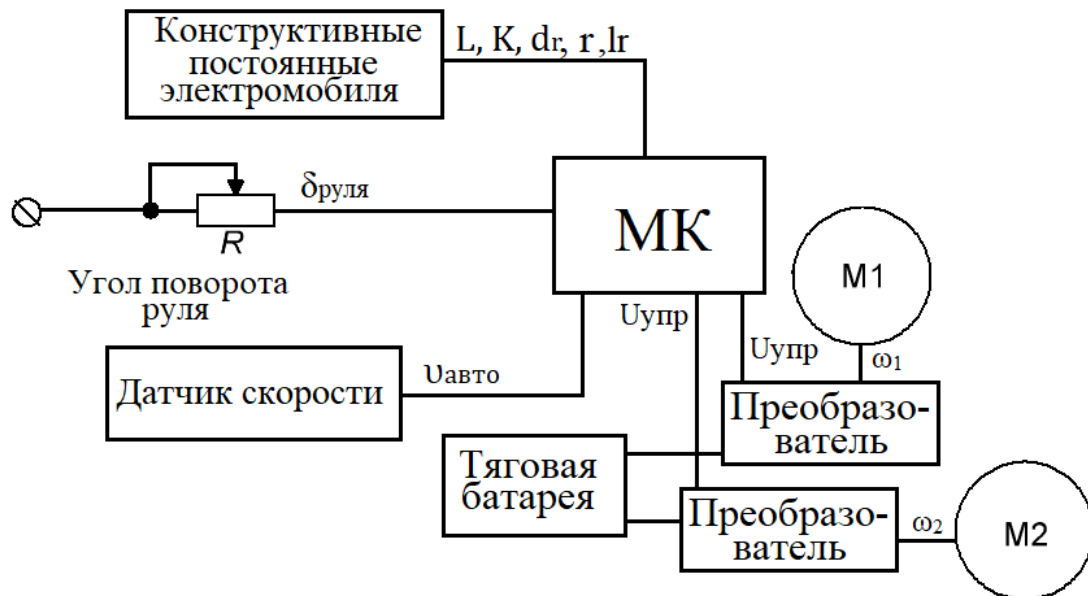 Конструктивные
постоянные
электромобиля
L, K, dr, r ,lr
δруля
R
Угол поворота
руля
МК
M1
Uупр
Uупр
ω1
Датчик скорости
υавто
Преобразо-
ватель
Тяговая
батарея
Преобразо-
ватель
ω2
M2